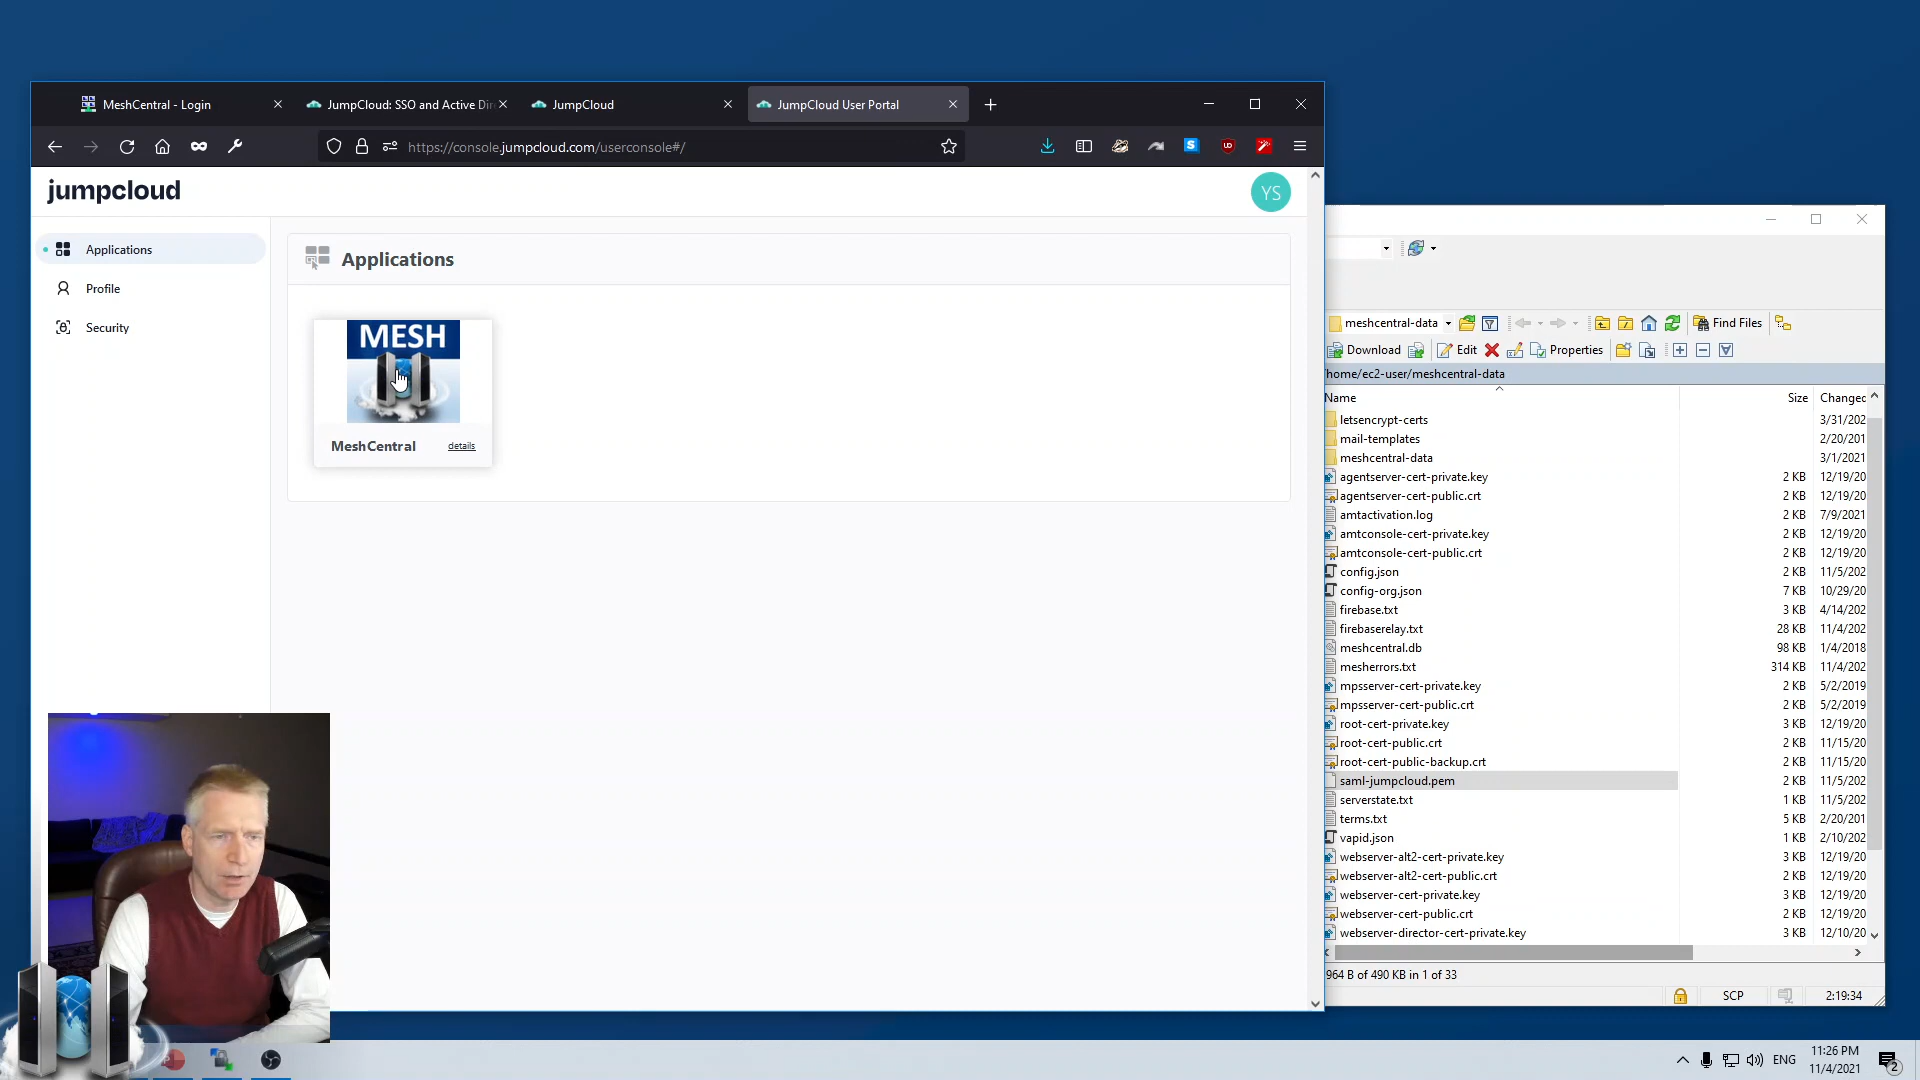 MeshCentral - Login
JumpCloud: SSO and Active Dir
JumpCloud
JumpCloud User Portal
https://console.jumpcloud.com/userconsole#/
jumpcloud
YS
Applications
Profile
Security
Applications
MESH
MeshCentral
details
meshcentral-data
Find Files
Download
Edit
Properties
/home/ec2-user/meshcentral-data
Name Size Changed
letsencrypt-certs 3/31/202
mail-templates 2/20/201
meshcentral-data 3/1/2021
agentserver-cert-private.key 2 KB 12/19/20
agentserver-cert-public.crt 2 KB 12/19/20
amtactivation.log 2 KB 7/9/2021
amtconsole-cert-private.key 2 KB 12/19/20
amtconsole-cert-public.crt 2 KB 12/19/20
config.json 2 KB 11/5/202
config-org.json 7 KB 10/29/20
firebase.txt 3 KB 4/14/202
firebaserelay.txt 28 KB 11/4/202
meshcentral.db 98 KB 1/4/2018
mesherrors.txt 314 KB 11/4/202
mpsserver-cert-private.key 2 KB 5/2/2019
mpsserver-cert-public.crt 2 KB 5/2/2019
root-cert-private.key 3 KB 12/19/20
root-cert-public.crt 2 KB 11/15/20
root-cert-public-backup.crt 2 KB 11/15/20
saml-jumpcloud.pem 2 KB 11/5/202
serverstate.txt 1 KB 11/5/202
terms.txt 5 KB 2/20/201
vapid.json 1 KB 2/10/202
webserver-alt2-cert-private.key 3 KB 12/19/20
webserver-alt2-cert-public.crt 2 KB 12/19/20
webserver-cert-private.key 3 KB 12/19/20
webserver-cert-public.crt 2 KB 12/19/20
webserver-director-cert-private.key 3 KB 12/10/20
964 B of 490 KB in 1 of 33
SCP
2:19:34
ENG
11:26 PM
11/4/2021
2